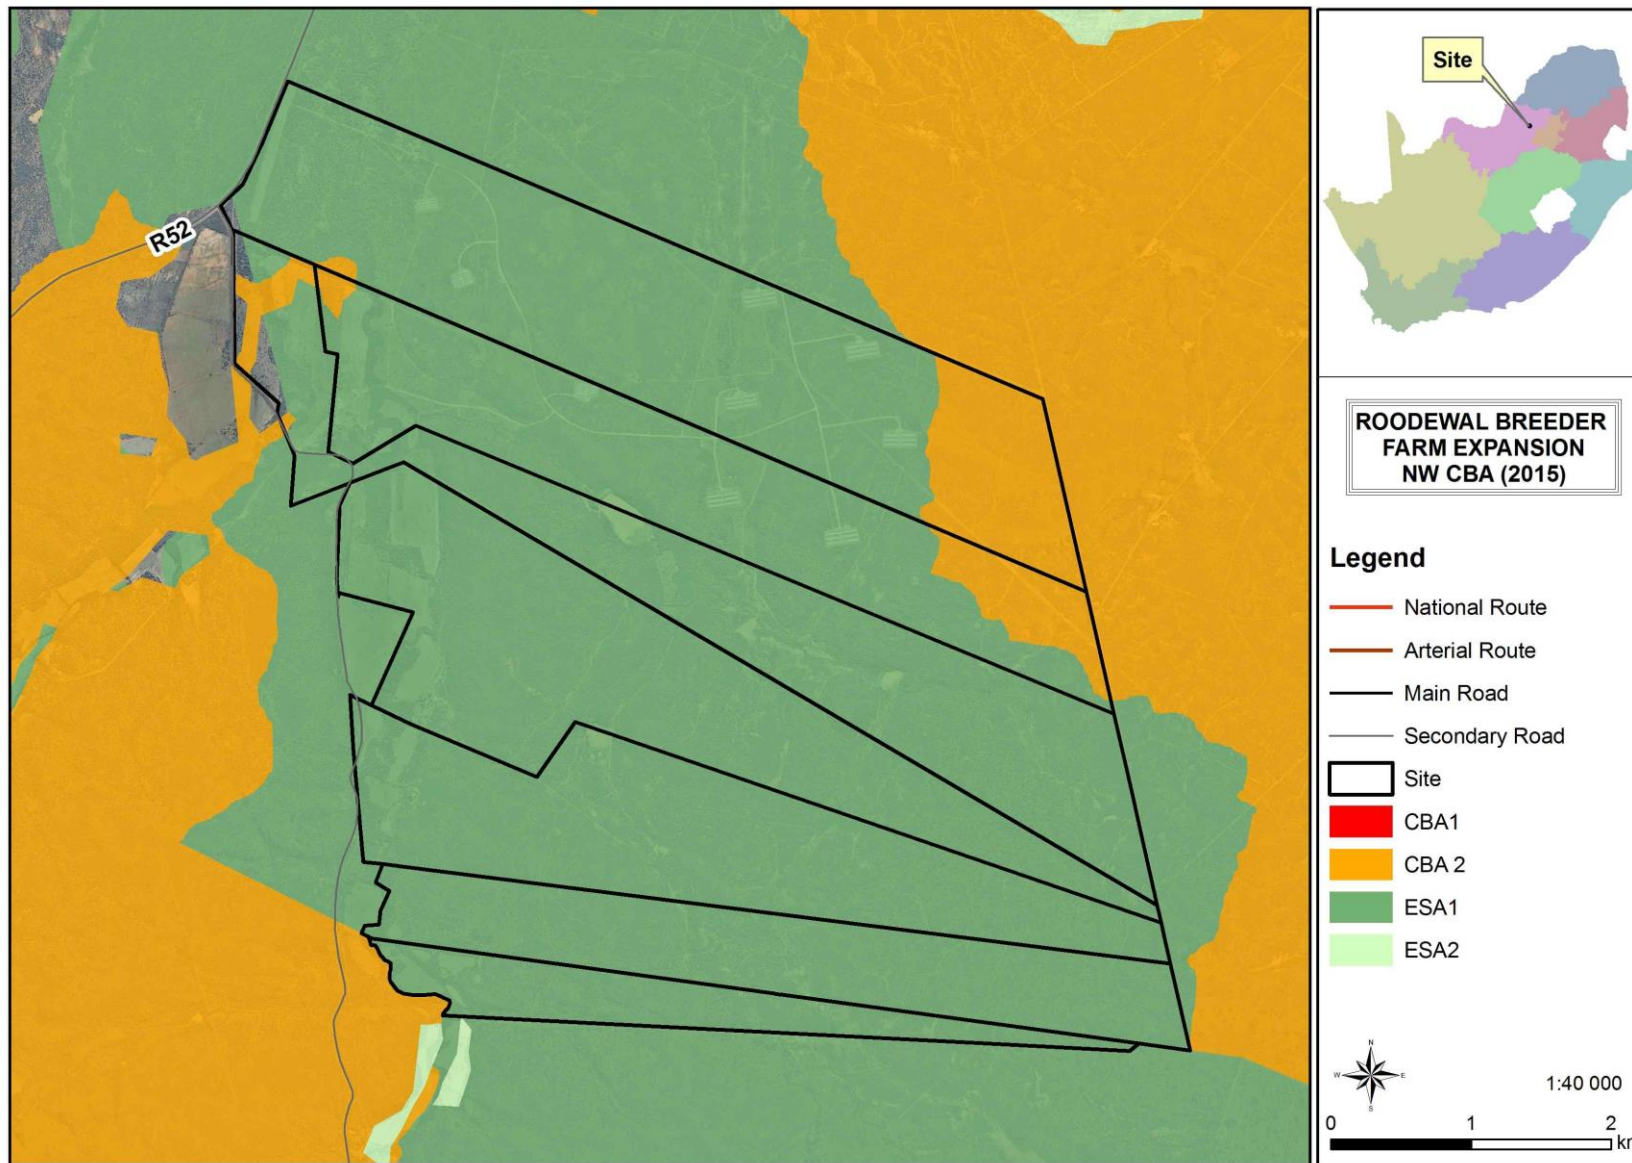 R52
Site
ROODEWAL BREEDER
FARM EXPANSION
NW CBA (2015)
Legend
National Route
Arterial Route
Main Road
Secondary Road
Site
CBA1
CBA 2
ESA1
ESA2
N
W E
S
1:40 000
0 1 2
km